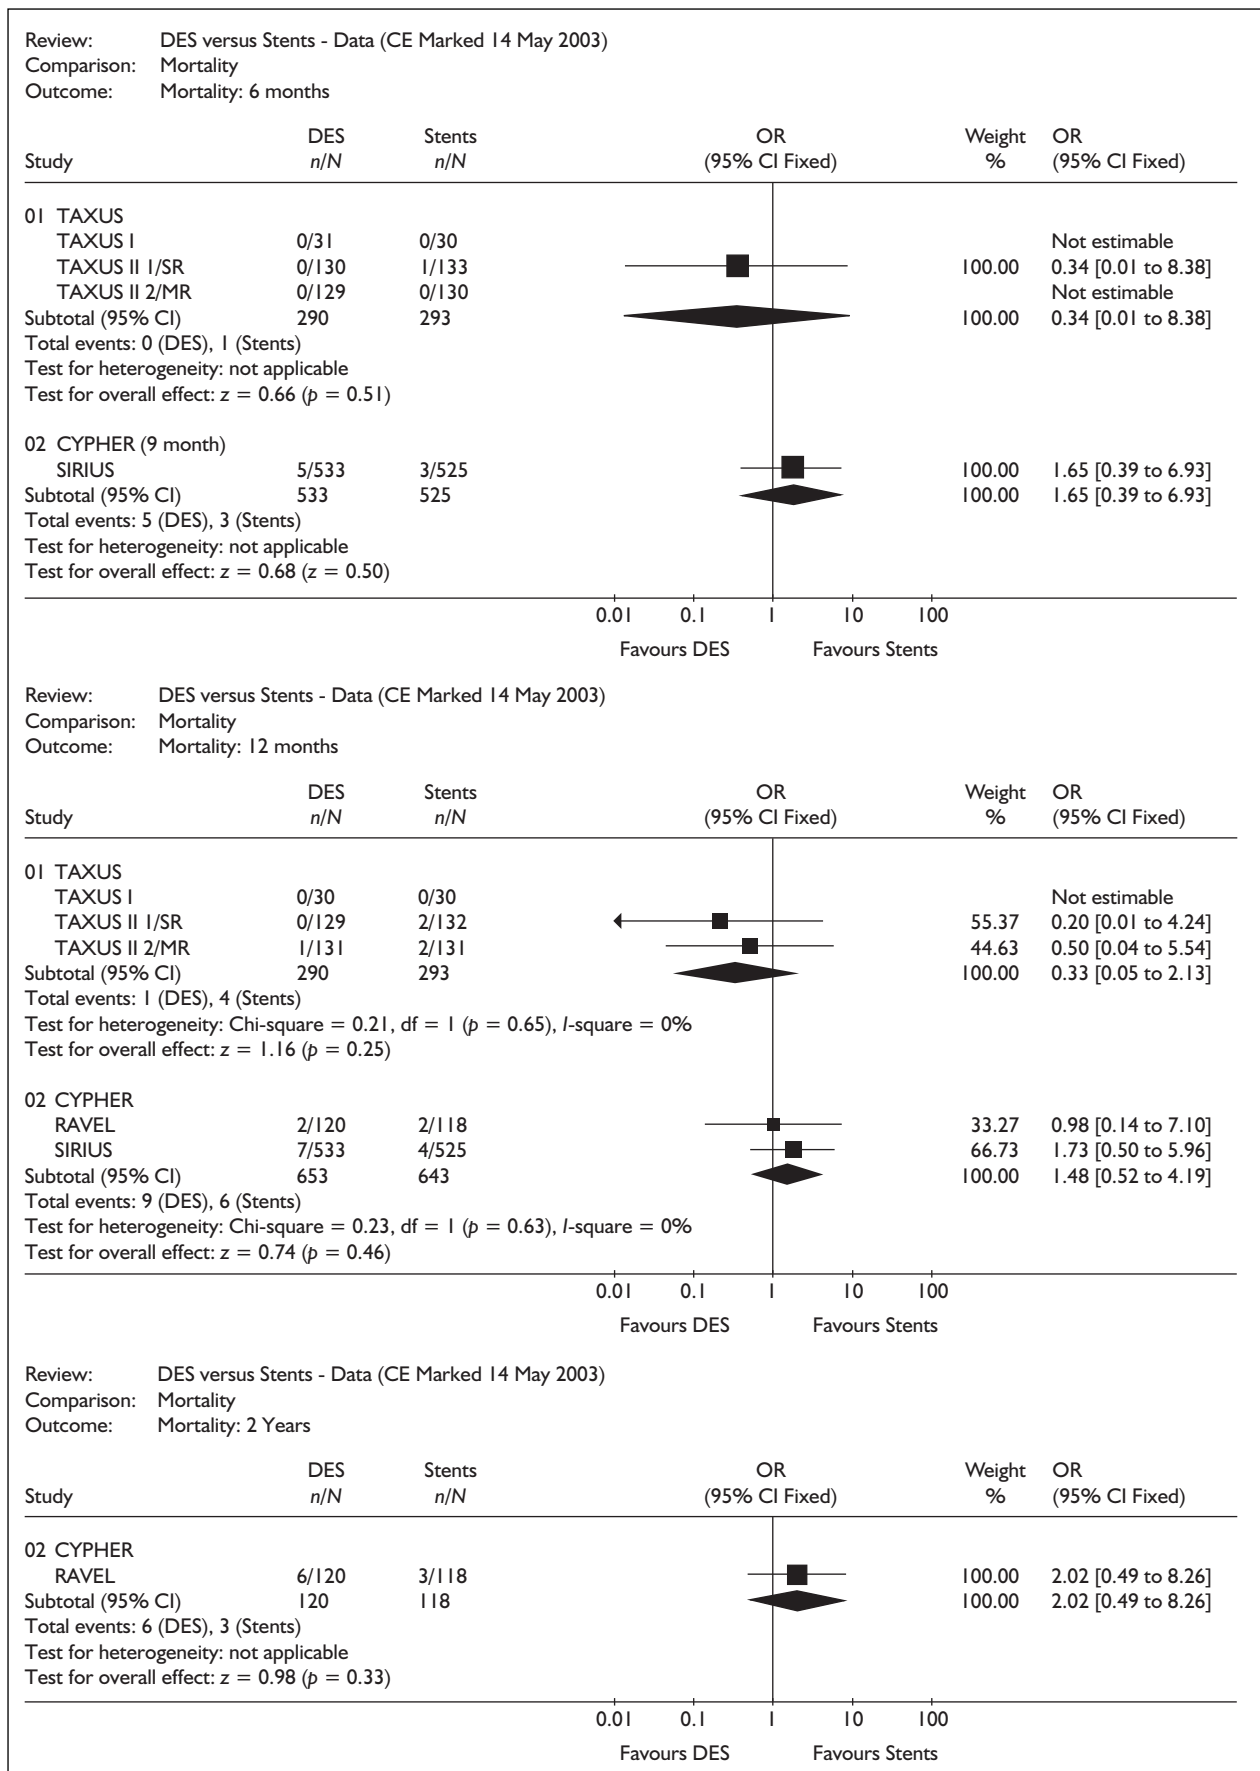 Review: DES versus Stents - Data (CE Marked 14 May 2003)
Comparison: Mortality
Outcome: Mortality: 6 months
DES Stents OR Weight OR
Study n/N n/N (95% CI Fixed) % (95% CI Fixed)
01 TAXUS
TAXUS I 0/31 0/30 Not estimable
TAXUS II 1/SR 0/130 1/133 100.00 0.34 [0.01 to 8.38]
TAXUS II 2/MR 0/129 0/130 Not estimable
Subtotal (95% CI) 290 293 100.00 0.34 [0.01 to 8.38]
Total events: 0 (DES), 1 (Stents)
Test for heterogeneity: not applicable
Test for overall effect: z = 0.66 (p = 0.51)
02 CYPHER (9 month)
SIRIUS 5/533 3/525 100.00 1.65 [0.39 to 6.93]
Subtotal (95% CI) 533 525 100.00 1.65 [0.39 to 6.93]
Total events: 5 (DES), 3 (Stents)
Test for heterogeneity: not applicable
Test for overall effect: z = 0.68 (z = 0.50)
0.01 0.1 1 10 100
Favours DES Favours Stents
Review: DES versus Stents - Data (CE Marked 14 May 2003)
Comparison: Mortality
Outcome: Mortality: 12 months
DES Stents OR Weight OR
Study n/N n/N (95% CI Fixed) % (95% CI Fixed)
01 TAXUS
TAXUS I 0/30 0/30 Not estimable
TAXUS II 1/SR 0/129 2/132 55.37 0.20 [0.01 to 4.24]
TAXUS II 2/MR 1/131 2/131 44.63 0.50 [0.04 to 5.54]
Subtotal (95% CI) 290 293 100.00 0.33 [0.05 to 2.13]
Total events: 1 (DES), 4 (Stents)
Test for heterogeneity: Chi-square = 0.21, df = 1 (p = 0.65), I-square = 0%
Test for overall effect: z = 1.16 (p = 0.25)
02 CYPHER
RAVEL 2/120 2/118 33.27 0.98 [0.14 to 7.10]
SIRIUS 7/533 4/525 66.73 1.73 [0.50 to 5.96]
Subtotal (95% CI) 653 643 100.00 1.48 [0.52 to 4.19]
Total events: 9 (DES), 6 (Stents)
Test for heterogeneity: Chi-square = 0.23, df = 1 (p = 0.63), I-square = 0%
Test for overall effect: z = 0.74 (p = 0.46)
0.01 0.1 1 10 100
Favours DES Favours Stents
Review: DES versus Stents - Data (CE Marked 14 May 2003)
Comparison: Mortality
Outcome: Mortality: 2 Years
DES Stents OR Weight OR
Study n/N n/N (95% CI Fixed) % (95% CI Fixed)
02 CYPHER
RAVEL 6/120 3/118 100.00 2.02 [0.49 to 8.26]
Subtotal (95% CI) 120 118 100.00 2.02 [0.49 to 8.26]
Total events: 6 (DES), 3 (Stents)
Test for heterogeneity: not applicable
Test for overall effect: z = 0.98 (p = 0.33)
0.01 0.1 1 10 100
Favours DES Favours Stents